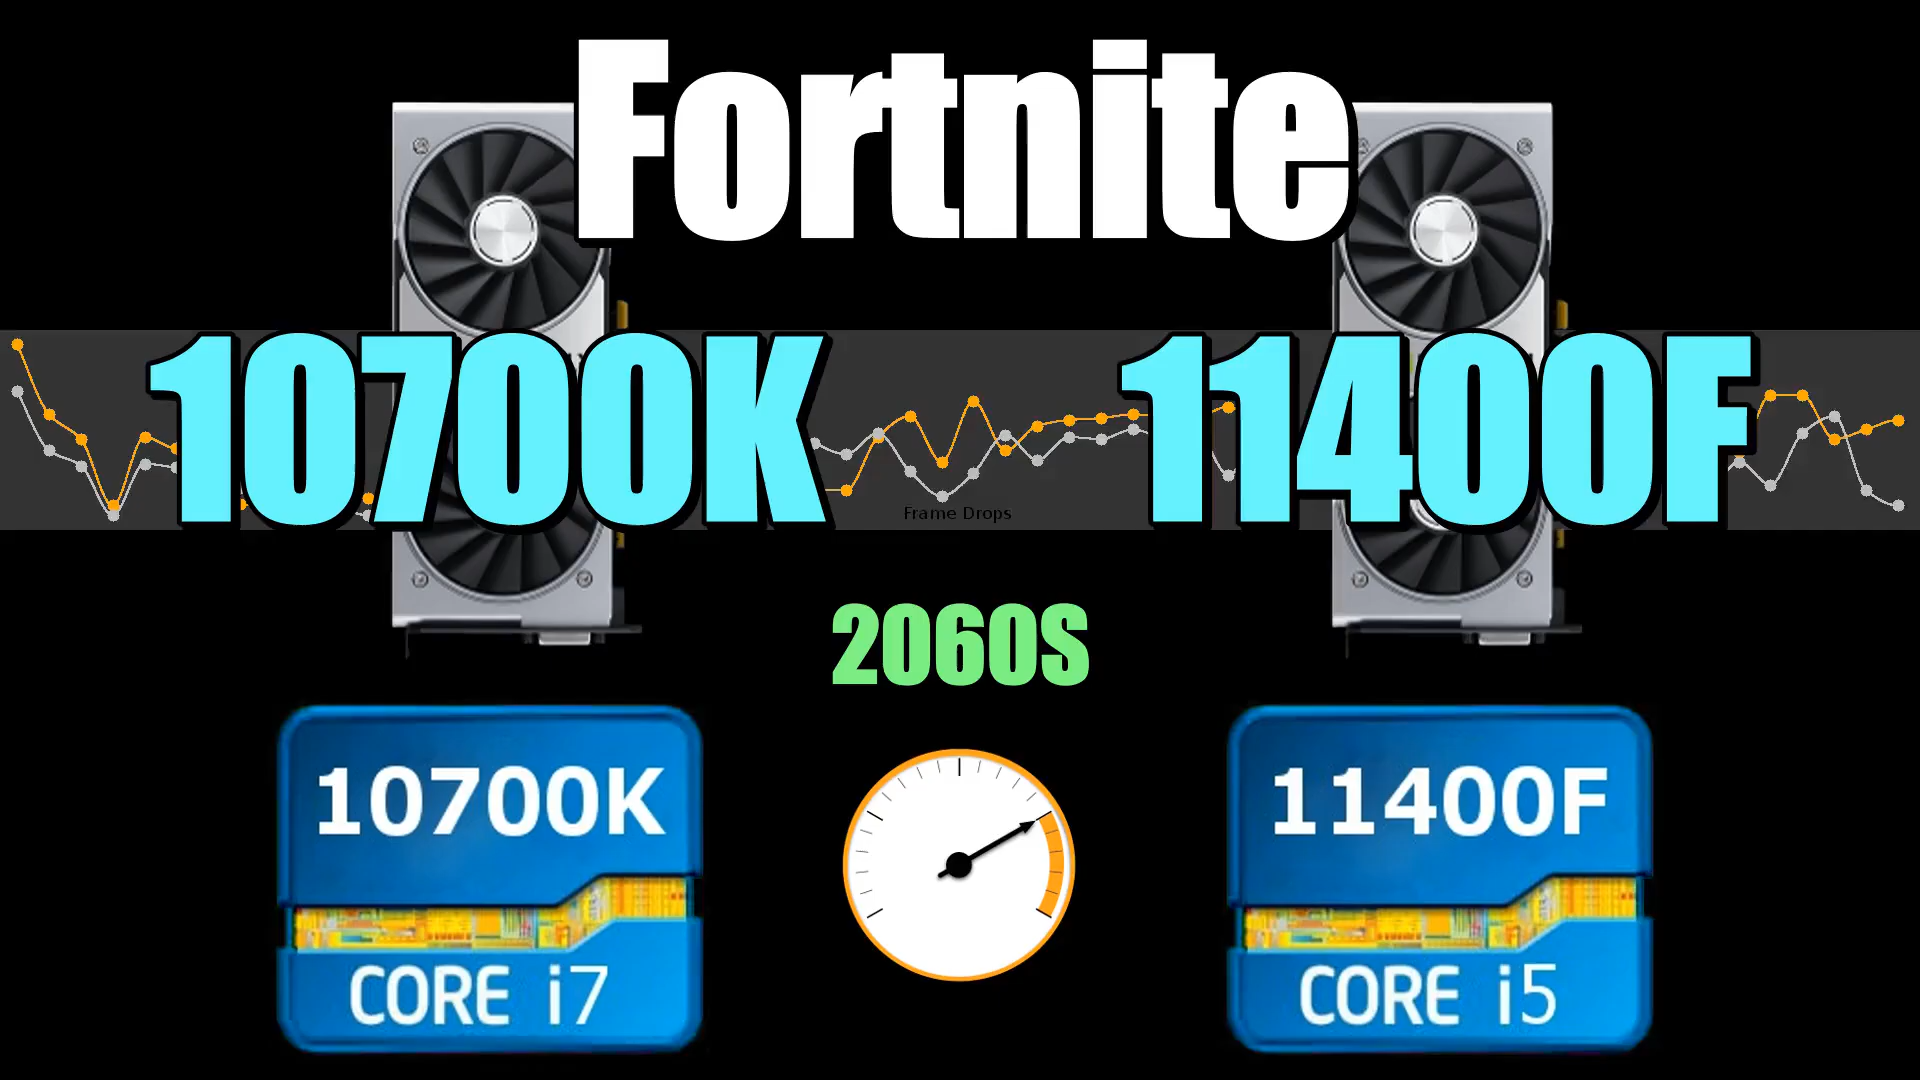 Fortnite
10700K 11400F
Frame Drops
2060S
10700K 11400F
CORE i7 CORE i5